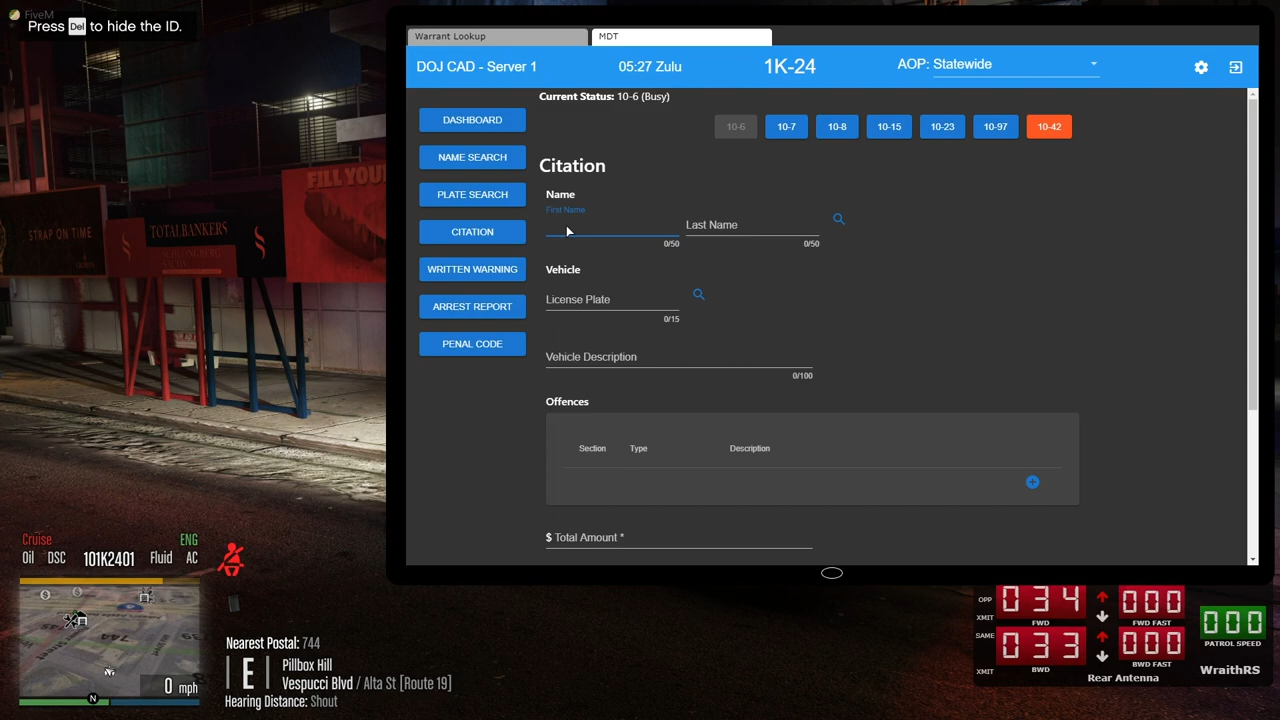 FiveM
Press Del to hide the ID.
Warrant Lookup
MDT
DOJ CAD - Server 1
05:27 Zulu
1K-24
AOP: Statewide
Current Status: 10-6 (Busy)
10-6
10-7
10-8
10-15
10-23
10-97
10-42
DASHBOARD
NAME SEARCH
PLATE SEARCH
CITATION
WRITTEN WARNING
ARREST REPORT
PENAL CODE
Citation
Name
First Name
Last Name
0/50
0/50
Vehicle
License Plate
0/15
Vehicle Description
0/100
Offences
Section Type Description
$ Total Amount *
FILL YOU
STRAP ON TIME
TOTALBANKERS
Cruise
ENG
Oil DSC 101K2401 Fluid AC
744
N
0 mph
Nearest Postal: 744
E
Pillbox Hill
Vespucci Blvd / Alta St [Route 19]
Hearing Distance: Shout
OPP
XMIT
034
FWD
000
FWD FAST
SAME
XMIT
033
BWD
000
BWD FAST
000
PATROL SPEED
Rear Antenna
WraithRS